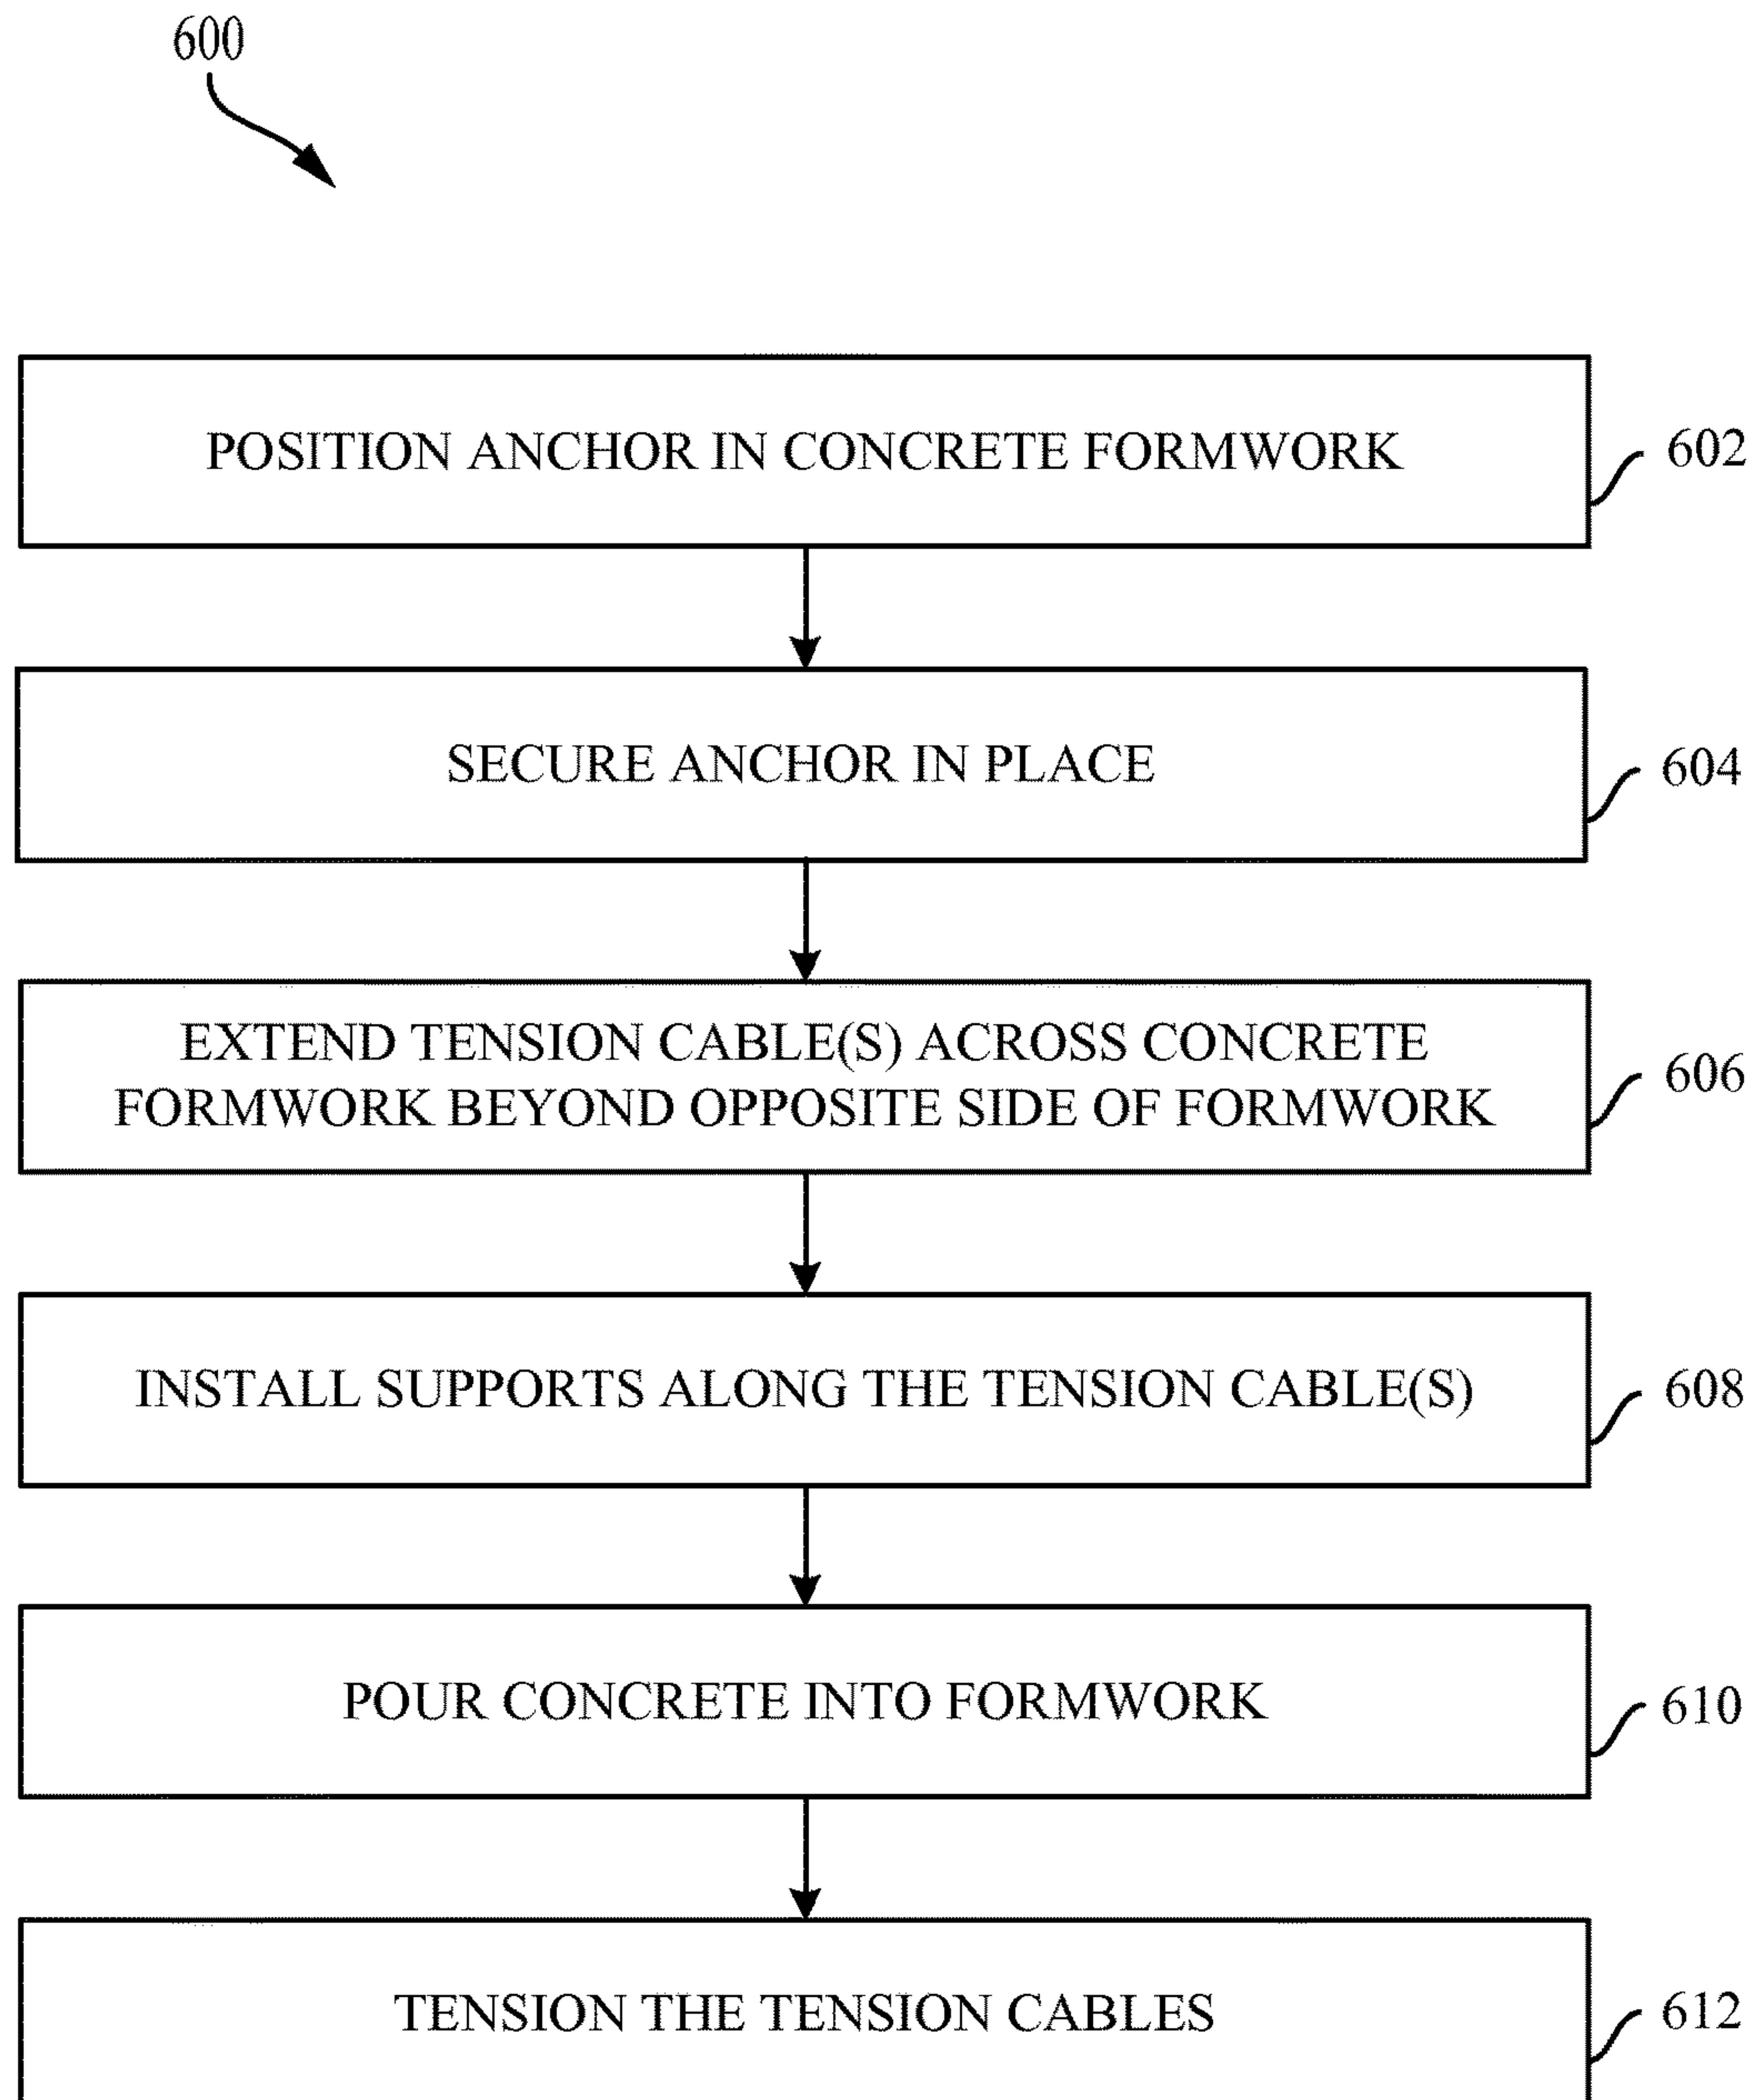 600
POSITION ANCHOR IN CONCRETE FORMWORK
602
SECURE ANCHOR IN PLACE
604
EXTEND TENSION CABLE(S) ACROSS CONCRETE
FORMWORK BEYOND OPPOSITE SIDE OF FORMWORK
606
INSTALL SUPPORTS ALONG THE TENSION CABLE(S)
608
POUR CONCRETE INTO FORMWORK
610
TENSION THE TENSION CABLES
612